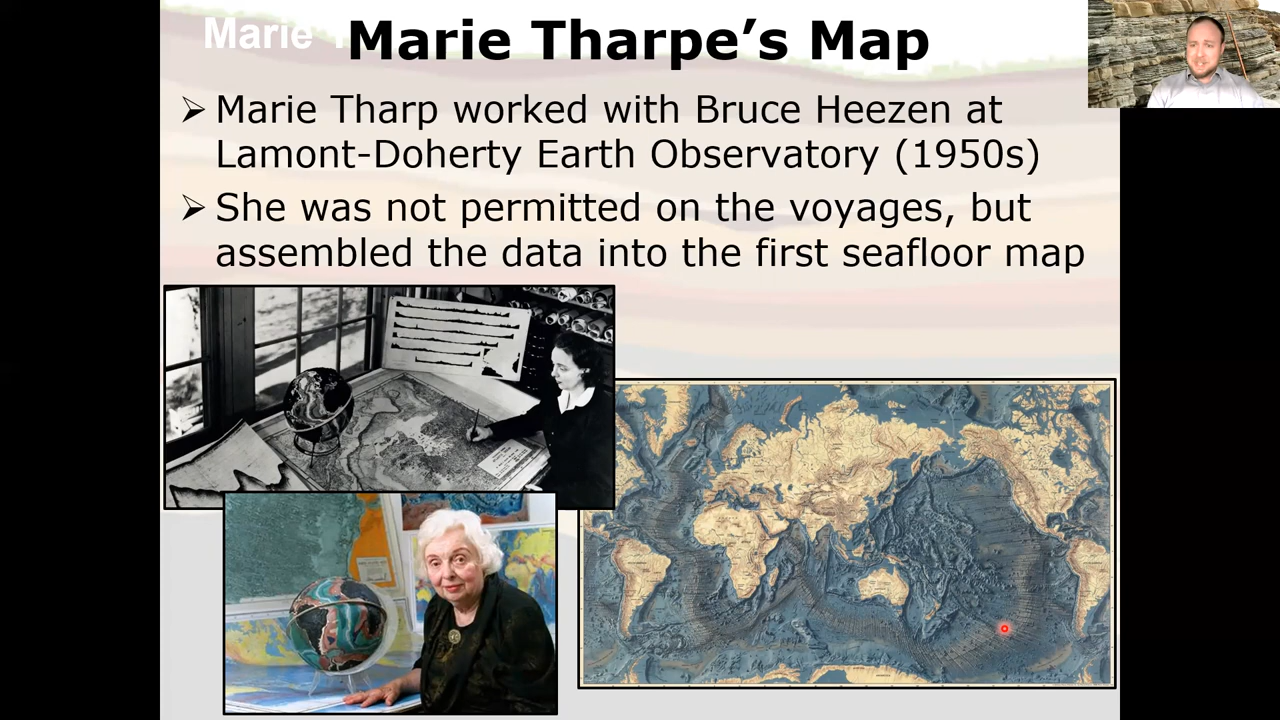 Marie Tharpe’s Map
➢ Marie Tharp worked with Bruce Heezen at
Lamont-Doherty Earth Observatory (1950s)
➢ She was not permitted on the voyages, but
assembled the data into the first seafloor map